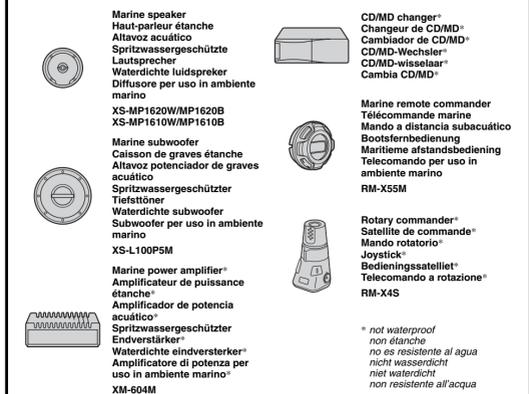 Marine speaker
Haut-parleur étanche
Altavoz acuático
Spritzwassergeschützte
Lautsprecher
Waterdichte luidspreker
Diffusore per uso in ambiente
marino
XS-MP1620W/MP1620B
XS-MP1610W/MP1610B
Marine subwoofer
Caisson de graves étanche
Altavoz potenciador de graves
acuático
Spritzwassergeschützter
Tiefsttöner
Waterdichte subwoofer
Subwoofer per uso in ambiente
marino
XS-L100P5M
Marine power amplifier*
Amplificateur de puissance
étanche*
Amplificador de potencia
acuático*
Spritzwassergeschützter
Endverstärker*
Waterdichte eindversterker*
Amplificatore di potenza per
uso in ambiente marino*
XM-604M
CD/MD changer*
Changeur de CD/MD*
Cambiador de CD/MD*
CD/MD-Wechsler*
CD/MD-wisselaar*
Cambia CD/MD*
Marine remote commander
Télécommande marine
Mando a distancia subacuático
Bootsfernbedienung
Maritieme afstandsbediening
Telecomando per uso in
ambiente marino
RM-X55M
Rotary commander*
Satellite de commande*
Mando rotatorio*
Joystick*
Bedieningssatelliet*
Telecomando a rotazione*
RM-X4S
* not waterproof
non étanche
no es resistente al agua
nicht wasserdicht
niet waterdicht
non resistente all'acqua